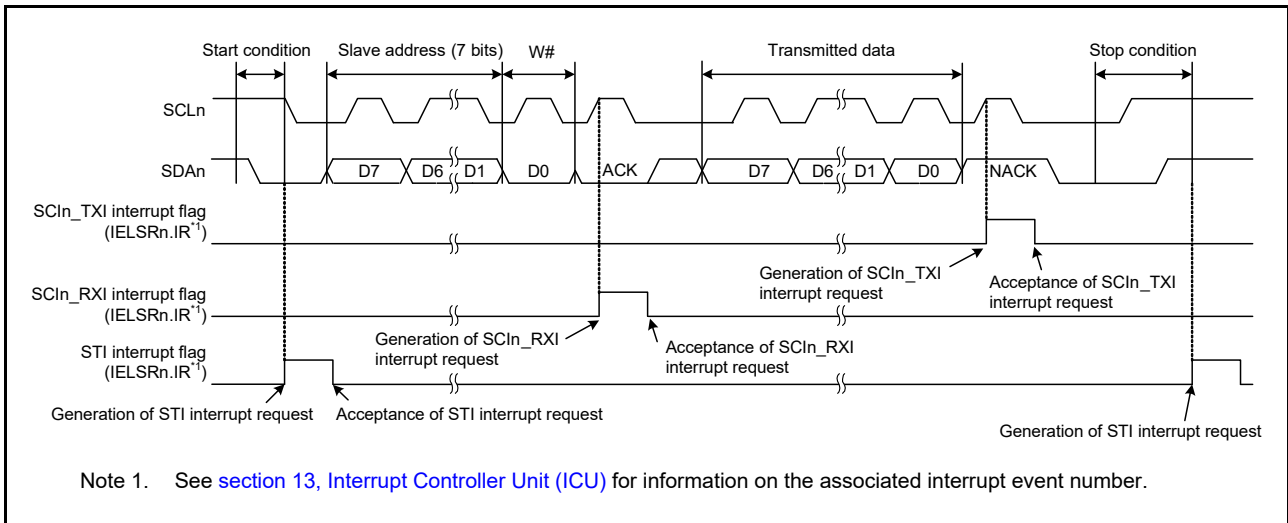 Start condition
Slave address (7 bits)
W#
Transmitted data
Stop condition
SCLn
SDAn
D7
D6
D1
D0
ACK
D7
D6
D1
D0
NACK
SCIn_TXI interrupt flag
(IELSRn.IR*1)
Generation of SCIn_TXI
interrupt request
Acceptance of SCIn_TXI
interrupt request
SCIn_RXI interrupt flag
(IELSRn.IR*1)
Generation of SCIn_RXI
interrupt request
Acceptance of SCIn_RXI
interrupt request
STI interrupt flag
(IELSRn.IR*1)
Generation of STI interrupt request
Acceptance of STI interrupt request
Generation of STI interrupt request
Note 1. See section 13, Interrupt Controller Unit (ICU) for information on the associated interrupt event number.